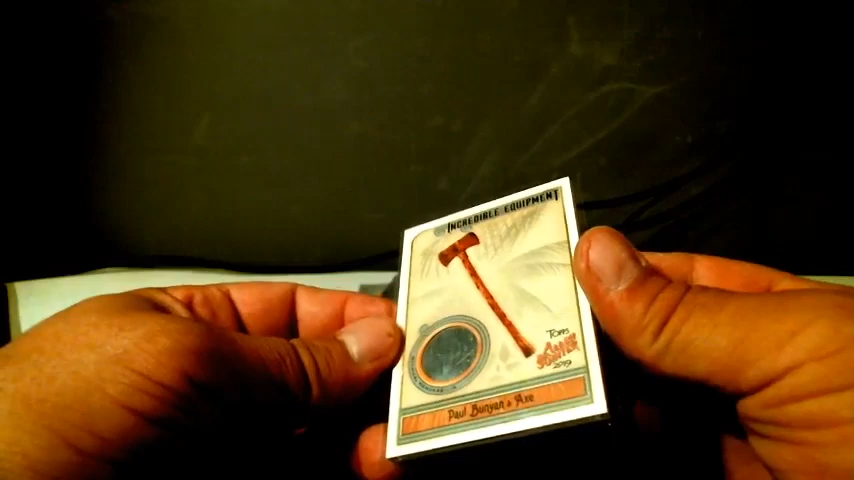 INCREDIBLE EQUIPMENT
TOPPS
ALLEN
GINTER
2019
PAUL BUNYAN'S AXE